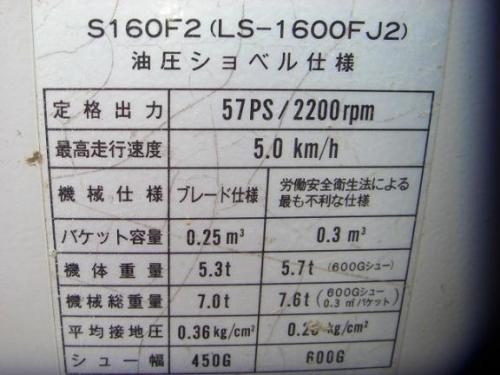 S160F2 (LS-1600FJ2)
油圧ショベル仕様
定格出力 57PS/2200rpm
最高走行速度 5.0 km/h
機械仕様 ブレード仕様 労働安全衛生法による
最も不利な仕様
バケット容量 0.25 m³ 0.3 m³
機体重量 5.3t 5.7t (600Gシュー)
機械総重量 7.0t 7.6t (600Gシュー
0.3 ㎥バケット)
平均接地圧 0.36 kg/cm² kg/cm²
シュー幅 450G 600G